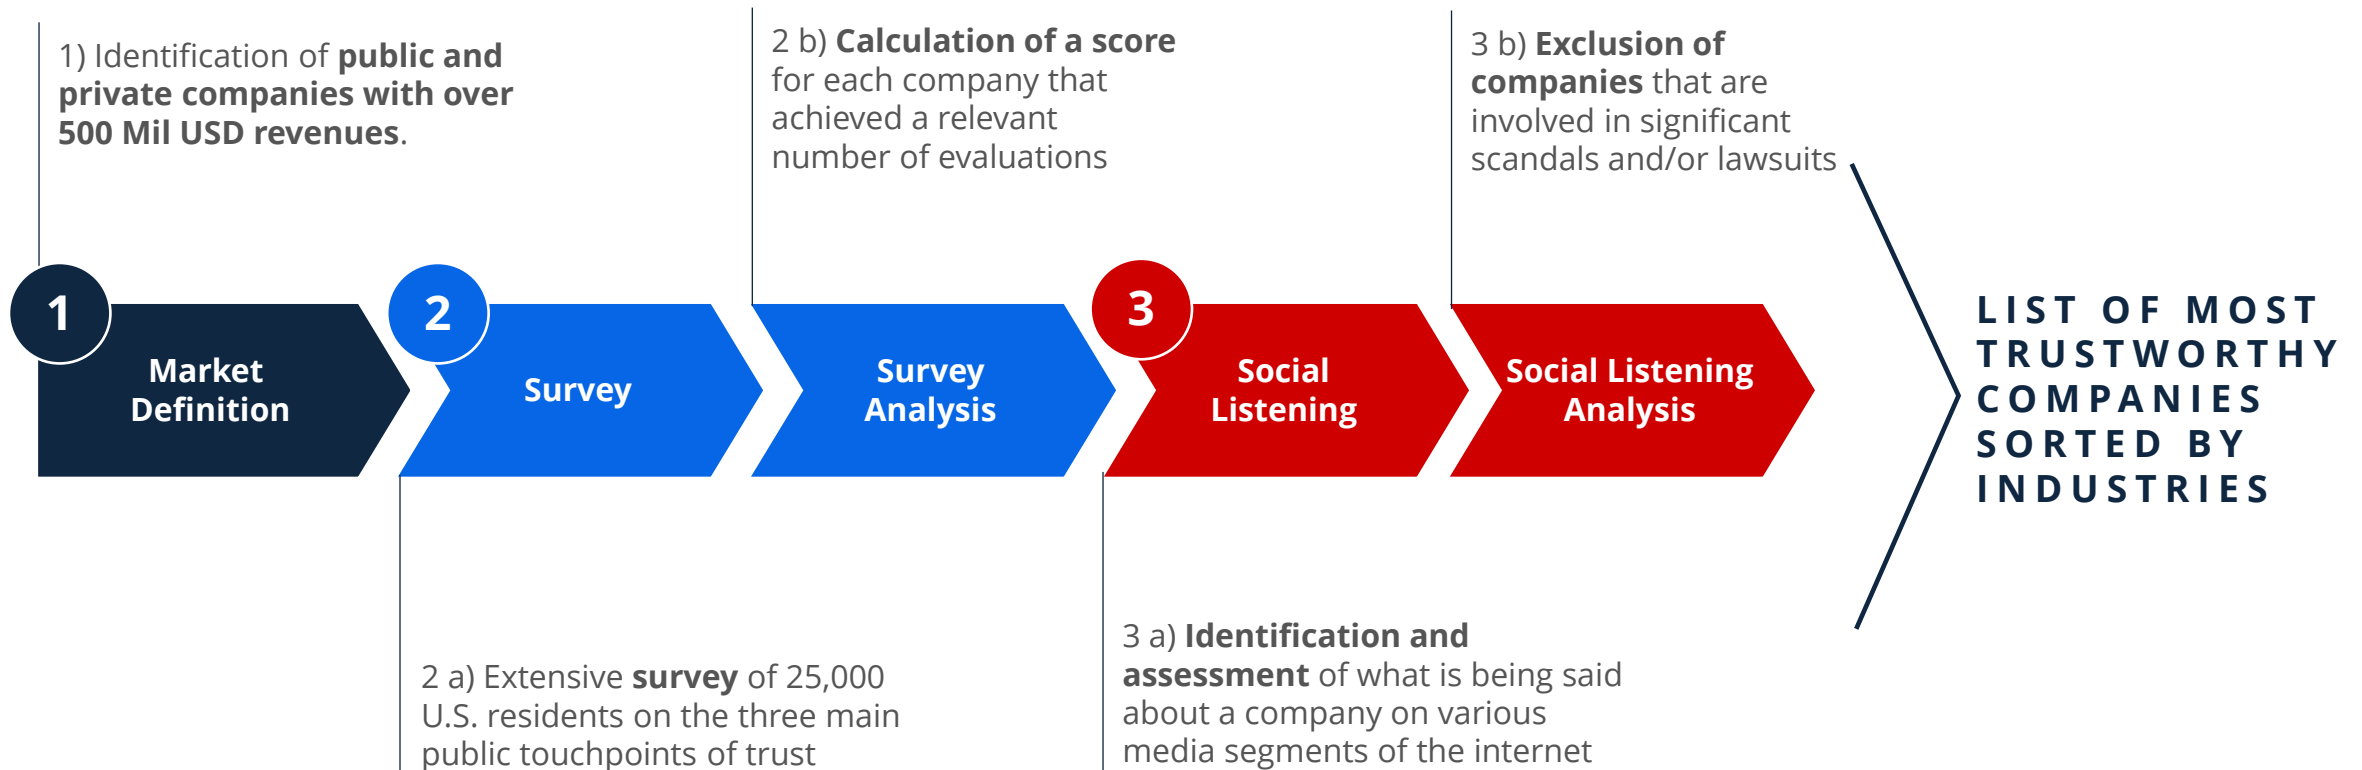 1) Identification of public and
private companies with over
500 Mil USD revenues.
2 b) Calculation of a score
for each company that
achieved a relevant
number of evaluations
3 b) Exclusion of
companies that are
involved in significant
scandals and/or lawsuits
1
Market
Definition
2
Survey
Survey
Analysis
3
Social
Listening
Social Listening
Analysis
LIST OF MOST
TRUSTWORTHY
COMPANIES
SORTED BY
INDUSTRIES
2 a) Extensive survey of 25,000
U.S. residents on the three main
public touchpoints of trust
3 a) Identification and
assessment of what is being said
about a company on various
media segments of the internet